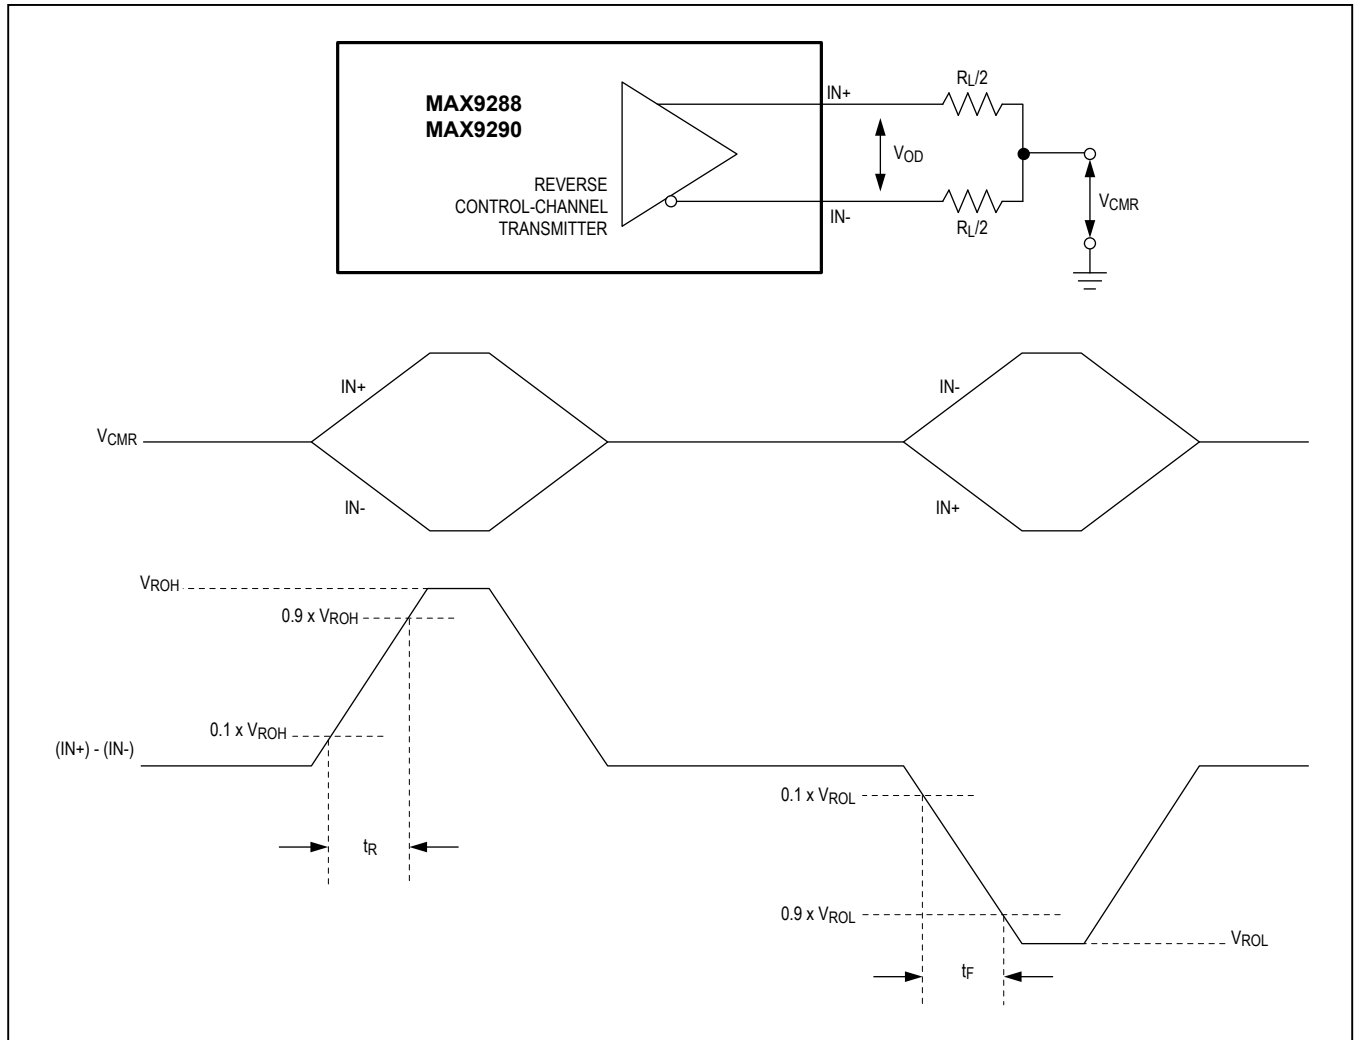 MAX9288
MAX9290
REVERSE
CONTROL-CHANNEL
TRANSMITTER
IN+
IN-
VOD
RL/2
RL/2
VCMR
VCMR
IN+
IN-
IN-
IN+
VROH
0.9 x VROH
0.1 x VROH
(IN+) - (IN-)
tR
0.1 x VROL
0.9 x VROL
VROL
tF